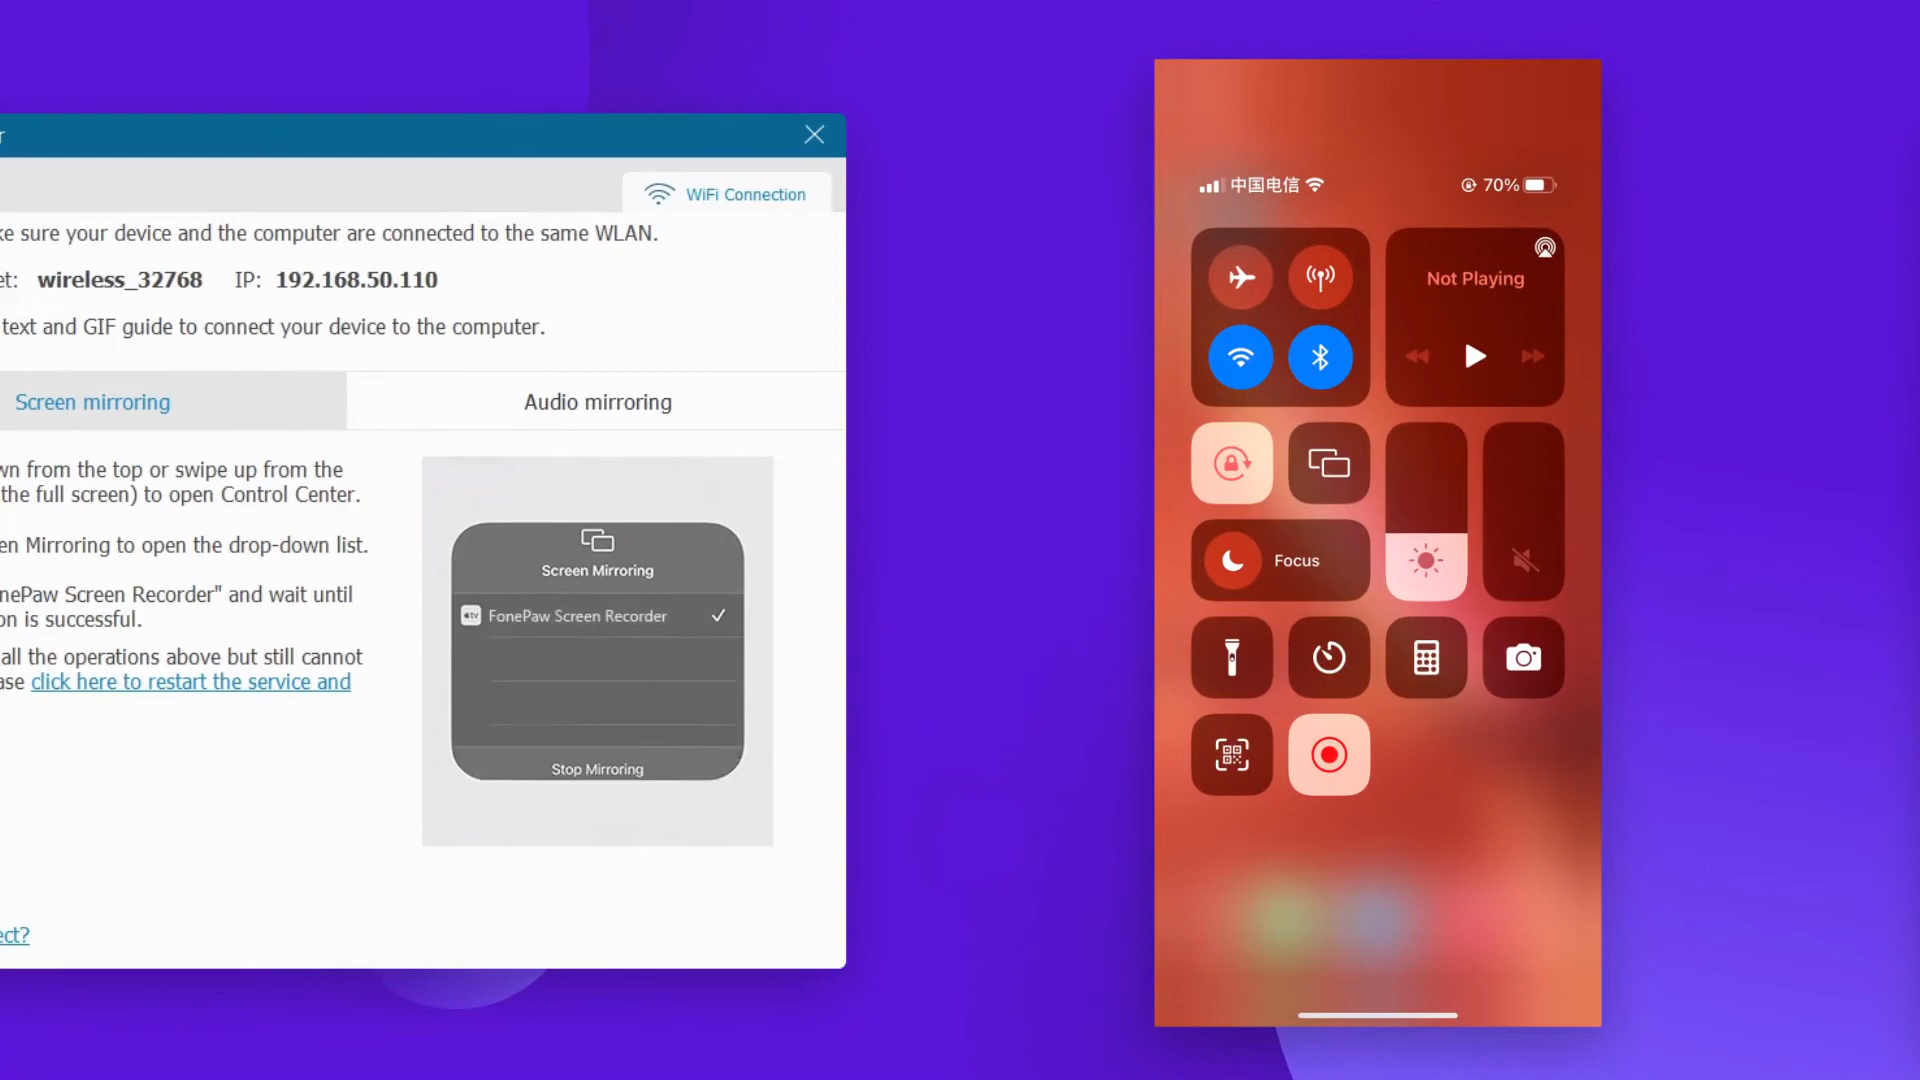 r
WiFi Connection
ke sure your device and the computer are connected to the same WLAN.
et: wireless_32768 IP: 192.168.50.110
text and GIF guide to connect your device to the computer.
Screen mirroring
Audio mirroring
wn from the top or swipe up from the
the full screen) to open Control Center.
en Mirroring to open the drop-down list.
nePaw Screen Recorder" and wait until
on is successful.
all the operations above but still cannot
ase click here to restart the service and
ect?
Screen Mirroring
tv FonePaw Screen Recorder
Stop Mirroring
中国电信
70%
Not Playing
Focus